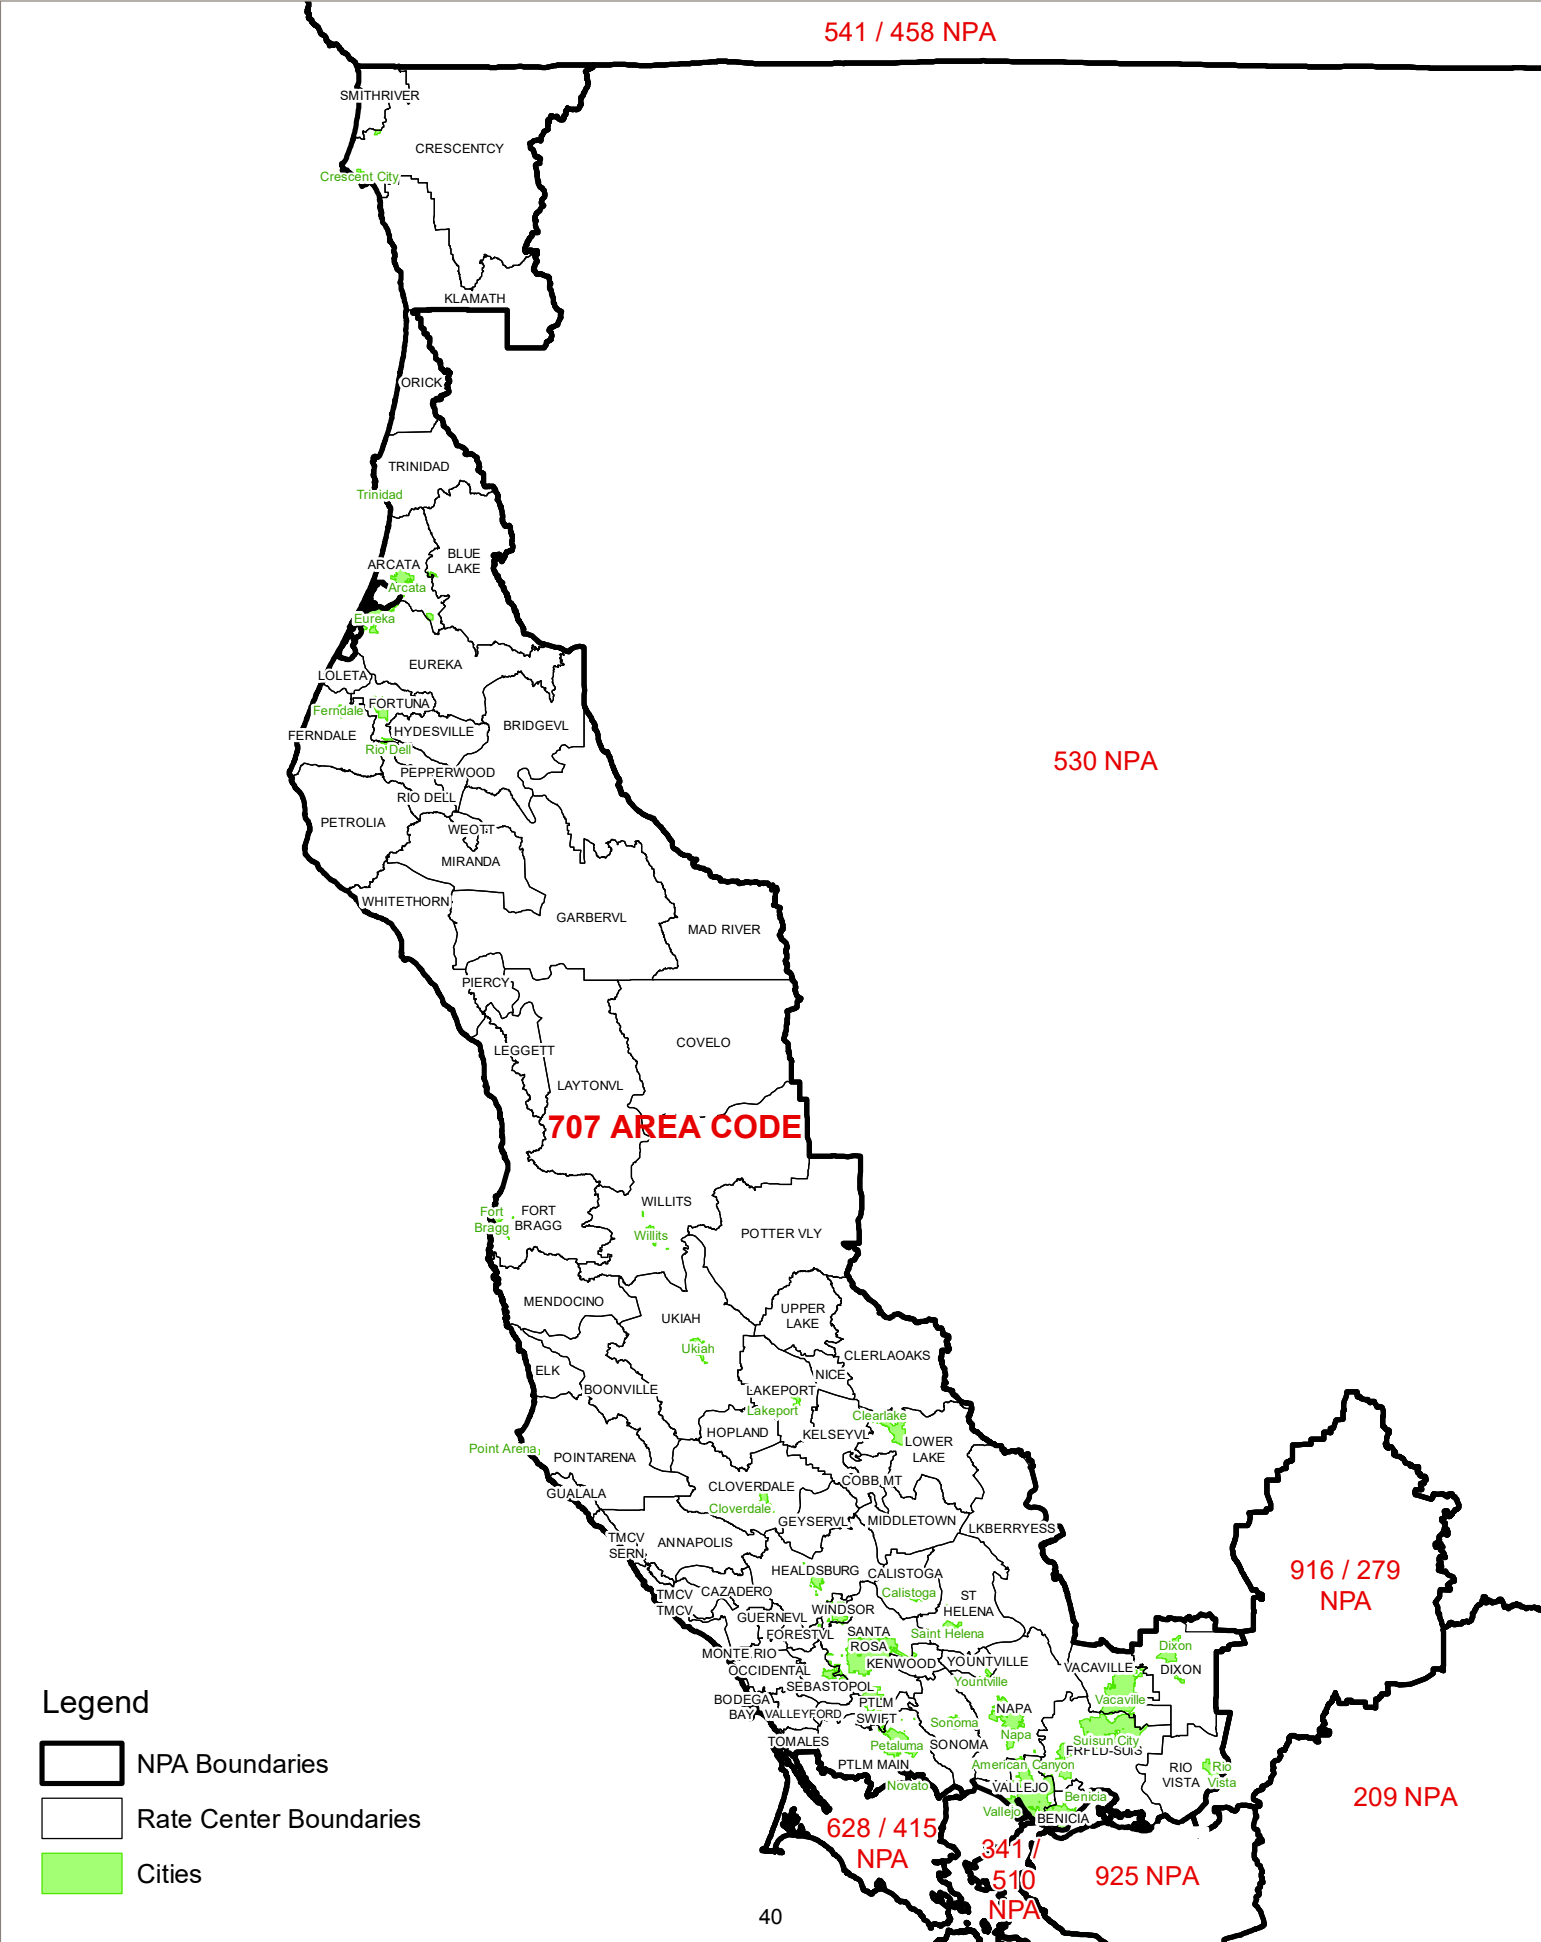 541 / 458 NPA
SMITHRIVER
CRESCENTCY
Crescent City
KLAMATH
ORICK
TRINIDAD
Trinidad
BLUE
LAKE
ARCATA
Arcata
Eureka
EUREKA
LOLETA
FORTUNA
Ferndale
BRIDGEVL
HYDESVILLE
FERNDALE
Rio Dell
530 NPA
PEPPERWOOD
RIO DELL
PETROLIA
WEOTT
MIRANDA
WHITETHORN
GARBERVL
MAD RIVER
PIERCY
COVELO
LEGGETT
LAYTONVL
707 AREA CODE
WILLITS
Fort
Bragg
FORT
BRAGG
Willits
POTTER VLY
MENDOCINO
UPPER
LAKE
UKIAH
Ukiah
CLERLAOAKS
ELK
NICE
BOONVILLE
LAKEPORT
Lakeport
Clearlake
HOPLAND
KELSEYVL
LOWER
LAKE
Point Arena
POINTARENA
COBB MT
CLOVERDALE
GUALALA
Cloverdale
GEYSERVL
MIDDLETOWN
LKBERRYESS
TMCV
SERN
ANNAPOLIS
HEALDSBURG
CALISTOGA
916 / 279
NPA
TMCV
CAZADERO
Calistoga
ST
HELENA
TMCV
WINDSOR
GUERNEVL
FORESTVL
SANTA
ROSA
Saint Helena
MONTE RIO
KENWOOD
YOUNTVILLE
VACAVILLE
Dixon
DIXON
OCCIDENTAL
SEBASTOPOL
Yountville
BODEGA
BAY
PTLM
SWIFT
VALLEYFORD
NAPA
Vacaville
Sonoma
Napa
TOMALES
Petaluma
SONOMA
Suisun City
FRFLD-SUIS
PTLM MAIN
American Canyon
RIO
VISTA
Rio
Vista
Novato
VALLEJO
Benicia
Vallejo
BENICIA
209 NPA
628 / 415
NPA
341 /
510
NPA
925 NPA
Legend
NPA Boundaries
Rate Center Boundaries
Cities
40